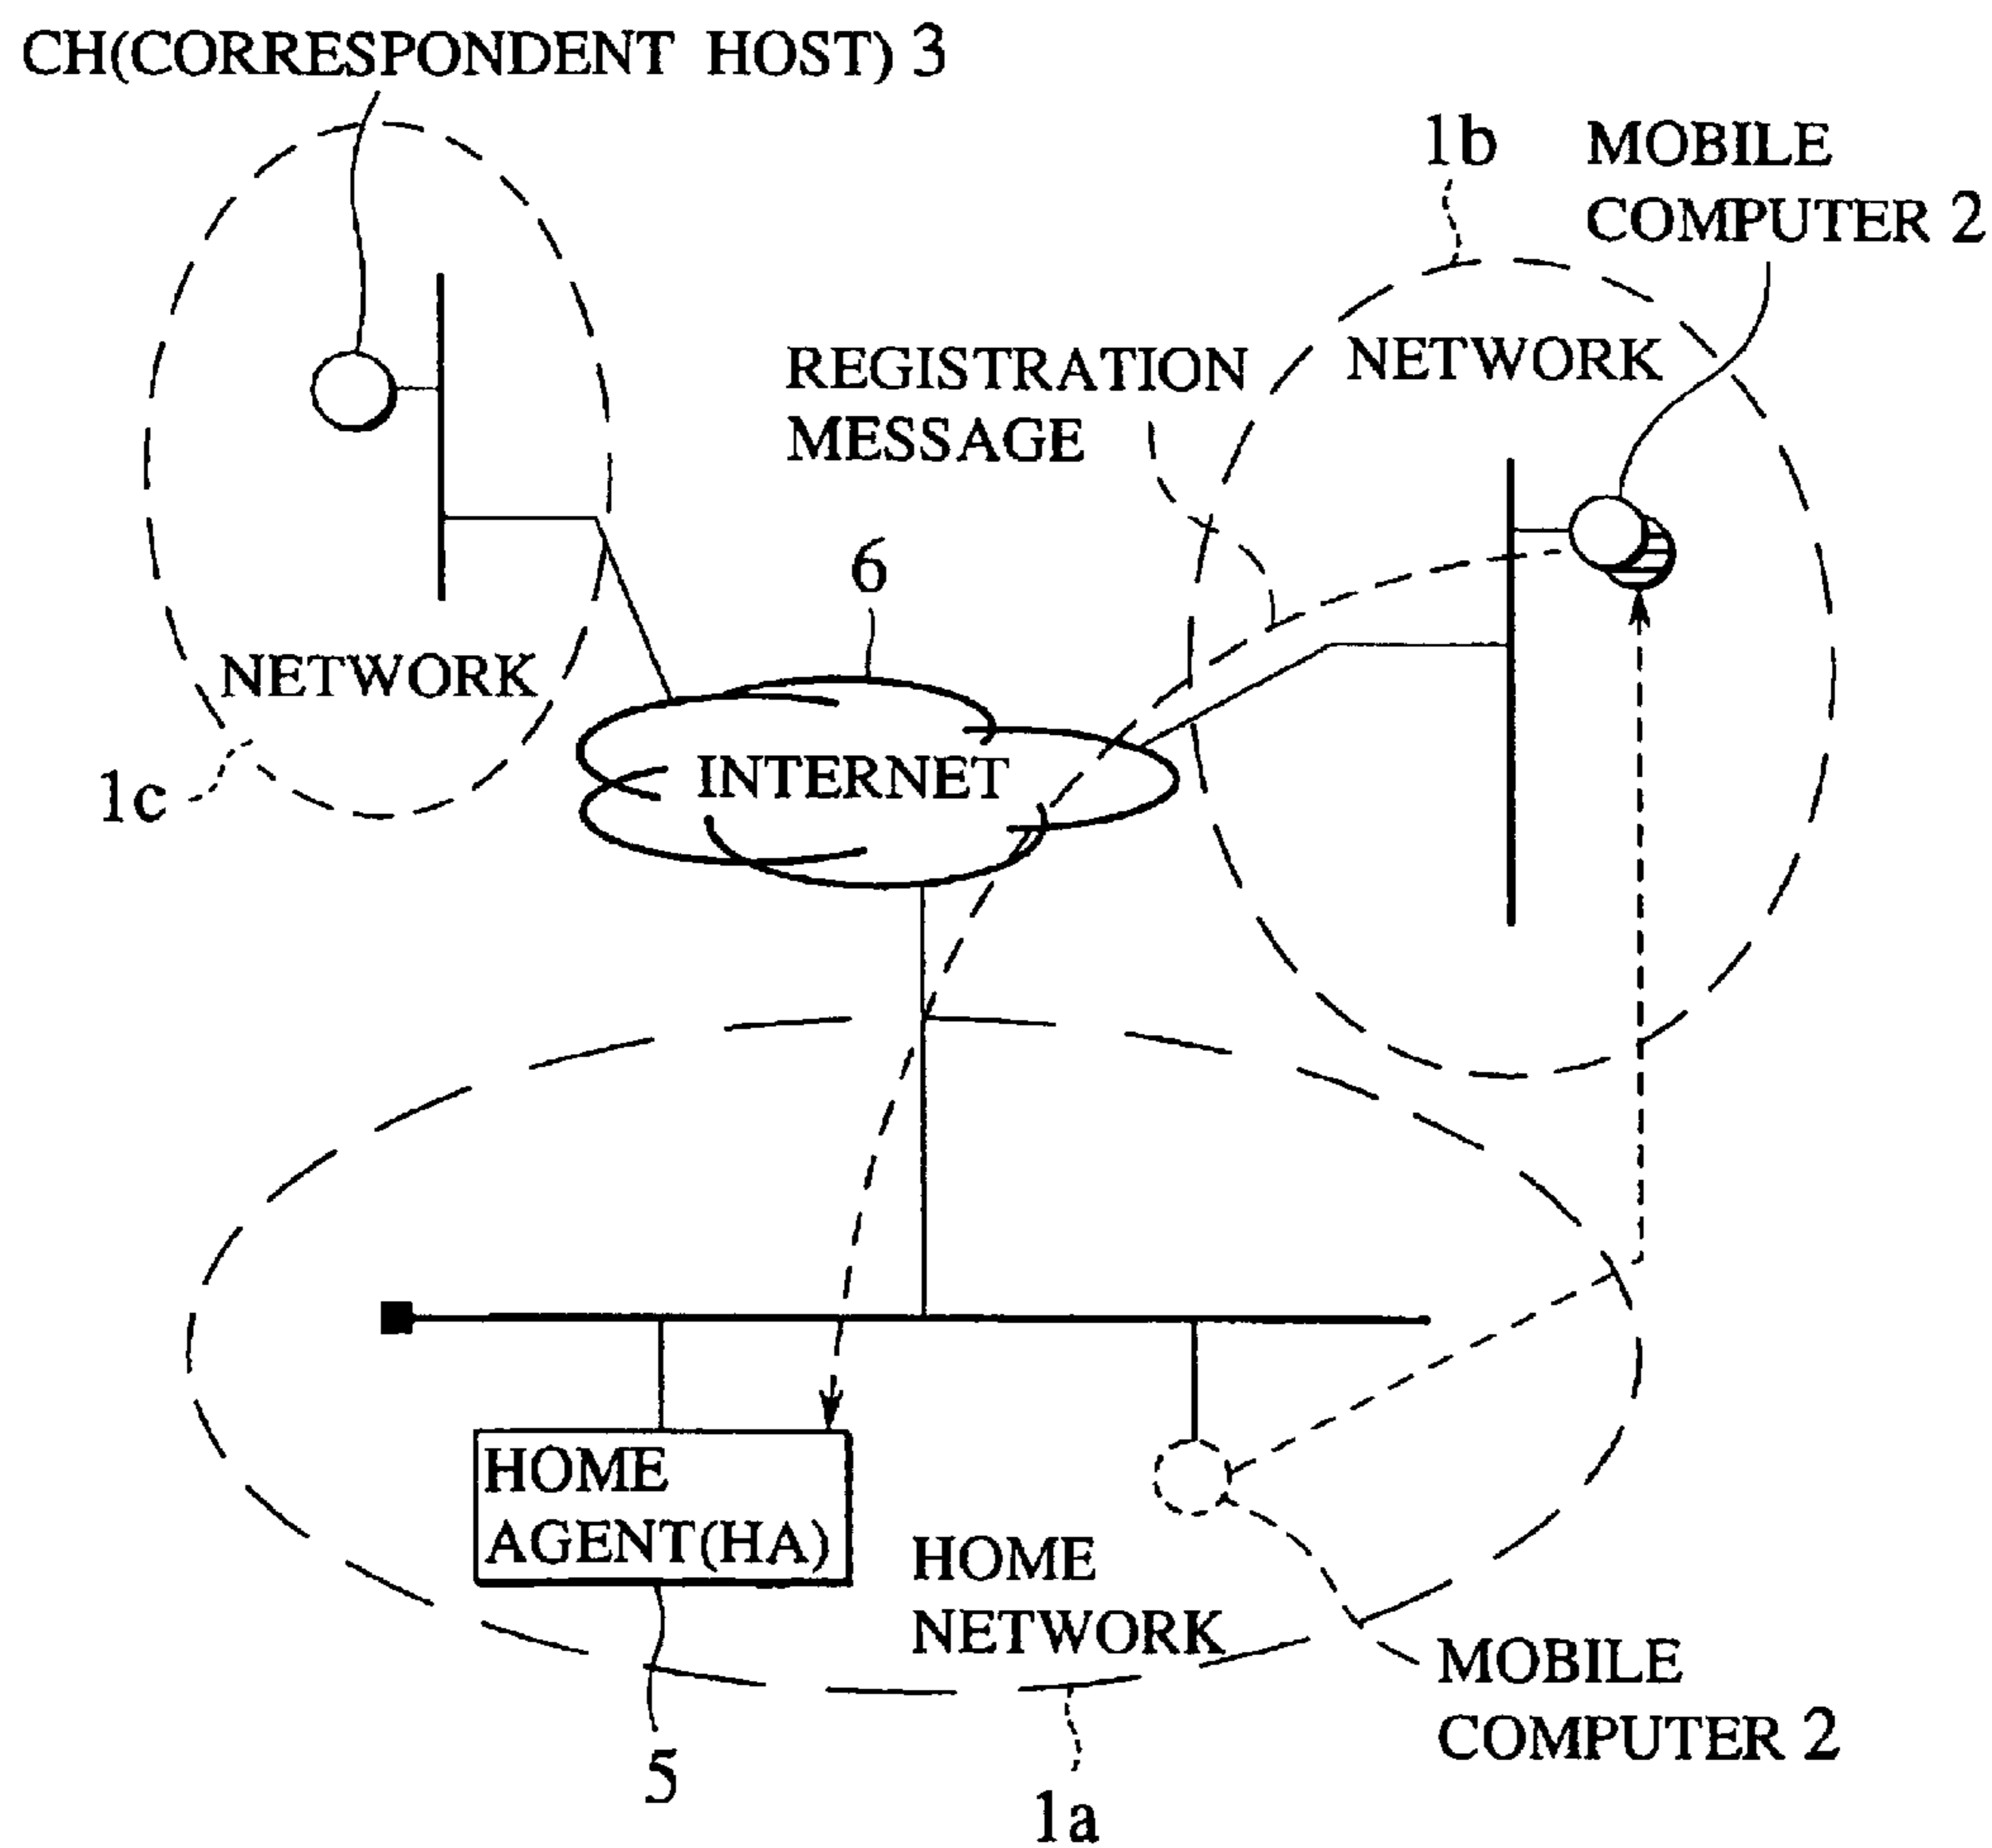 CH(CORRESPONDENT HOST) 3
1b
MOBILE
COMPUTER 2
REGISTRATION
MESSAGE
NETWORK
6
NETWORK
1c
INTERNET
HOME
AGENT(HA)
HOME
NETWORK
MOBILE
COMPUTER 2
5
1a